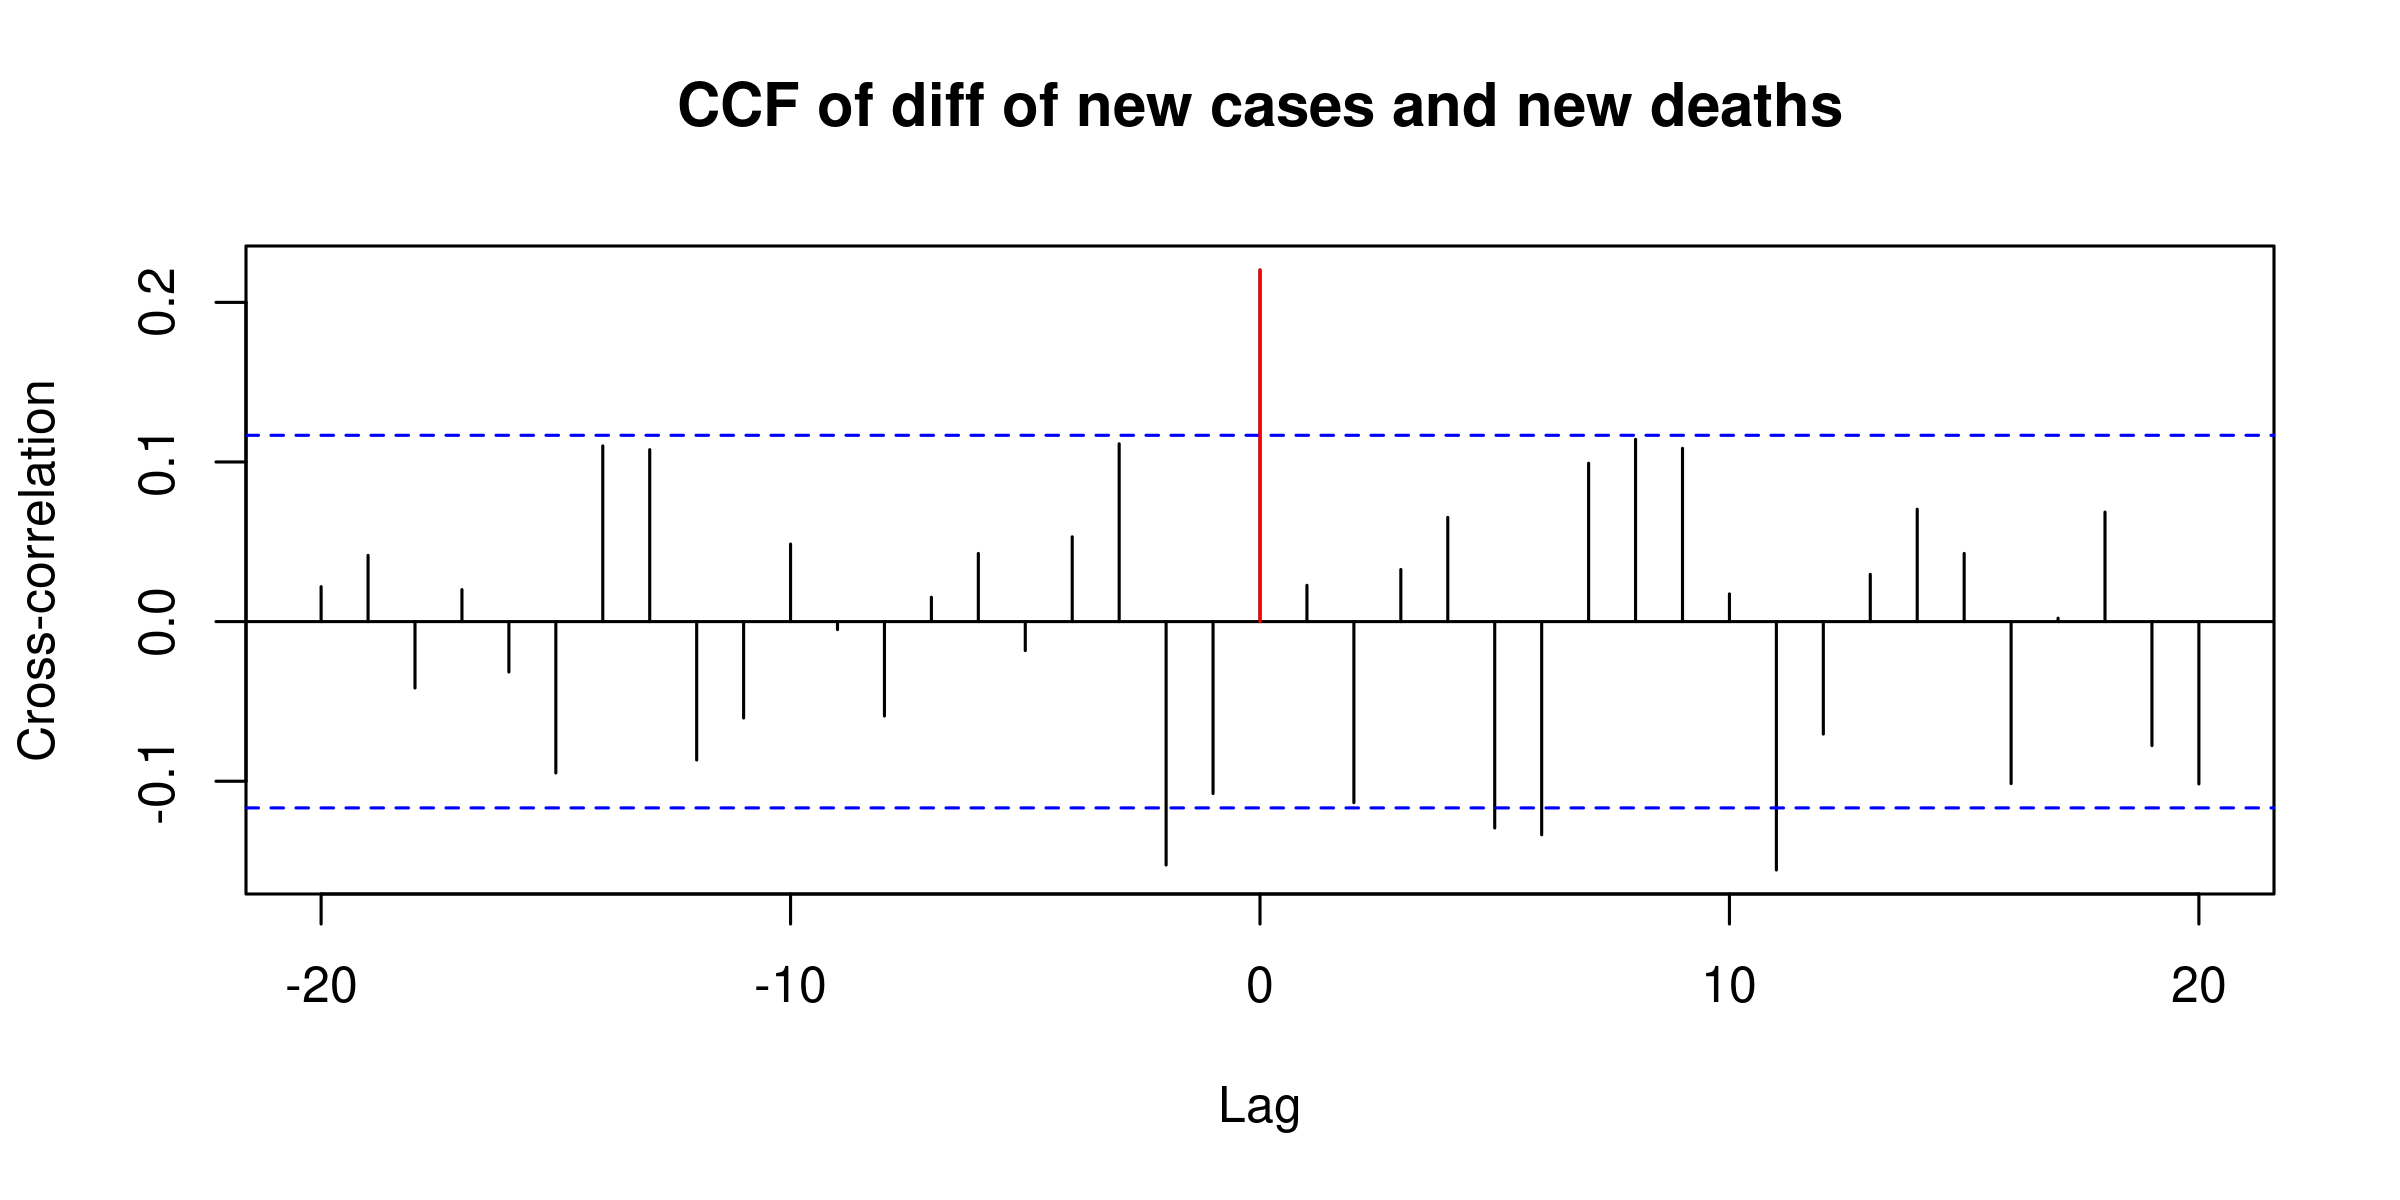 CCF of diff of new cases and new deaths
Cross-correlation
0.2
0.1
0.0
-0.1
-20 -10 0 10 20
Lag